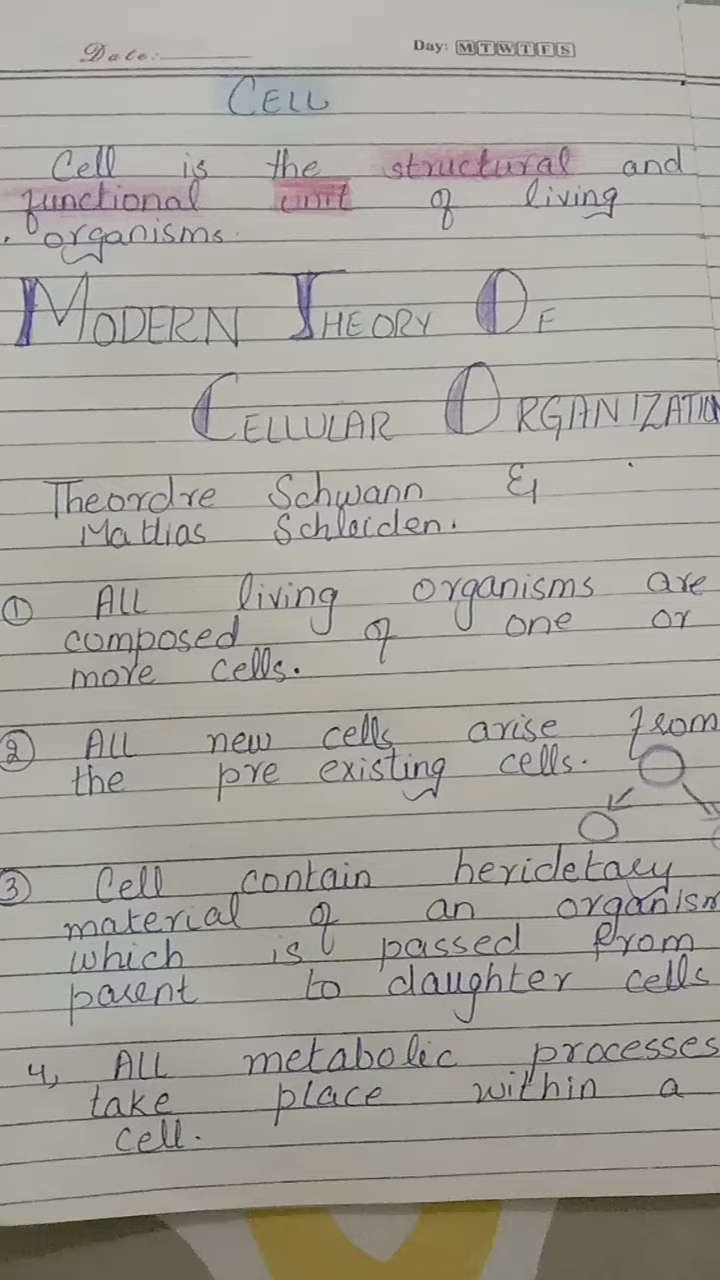 Date:
Day: M T W T F S
CELL
Cell is the structural and
functional unit of living
organisms.
MODERN THEORY OF
CELLULAR ORGANIZATION
Theordre Schwann &
Mattias Schleiden.
① All living organisms are
composed of one or
more cells.
② All new cells arise from
the pre existing cells.
③ Cell contain heridetary
material of an organism
which is passed from
parent to daughter cells
4, All metabolic processes
take place within a
cell.